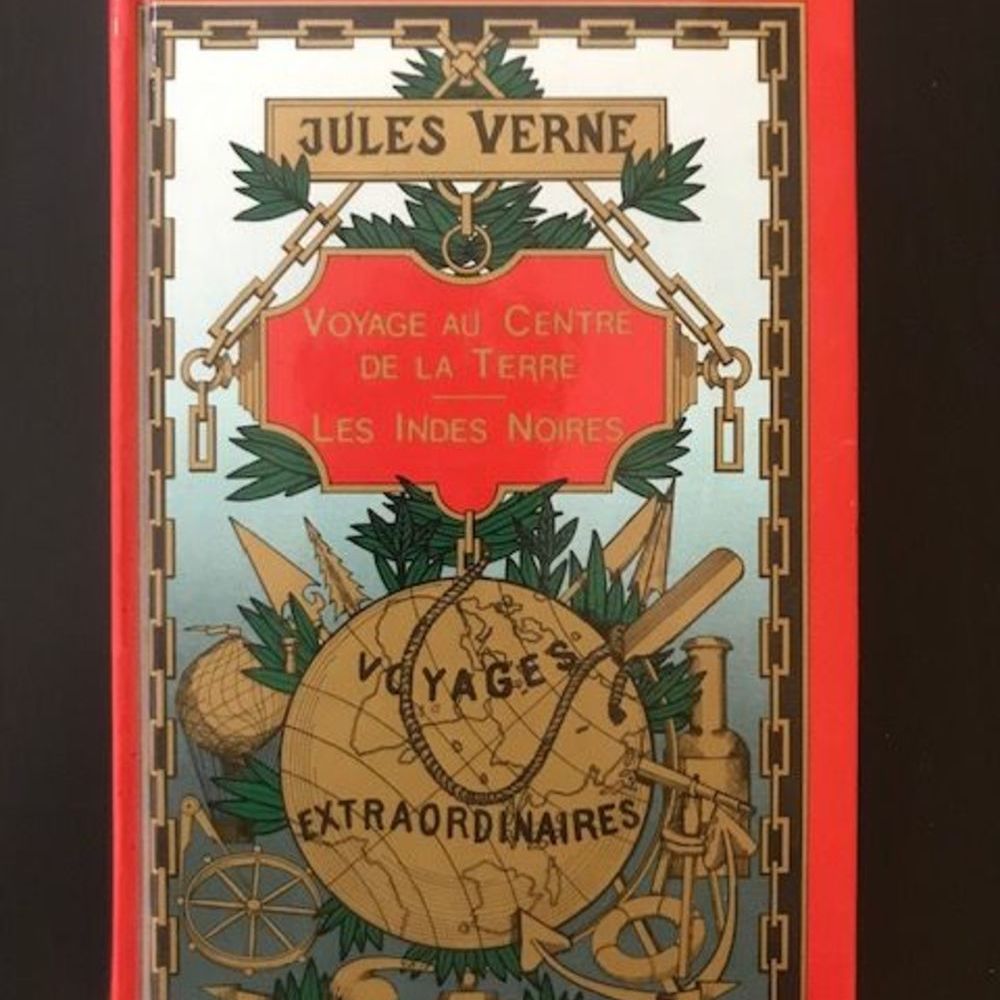 JULES VERNE
VOYAGE AU CENTRE
DE LA TERRE
LES INDES NOIRES
VOYAGES
EXTRAORDINAIRES